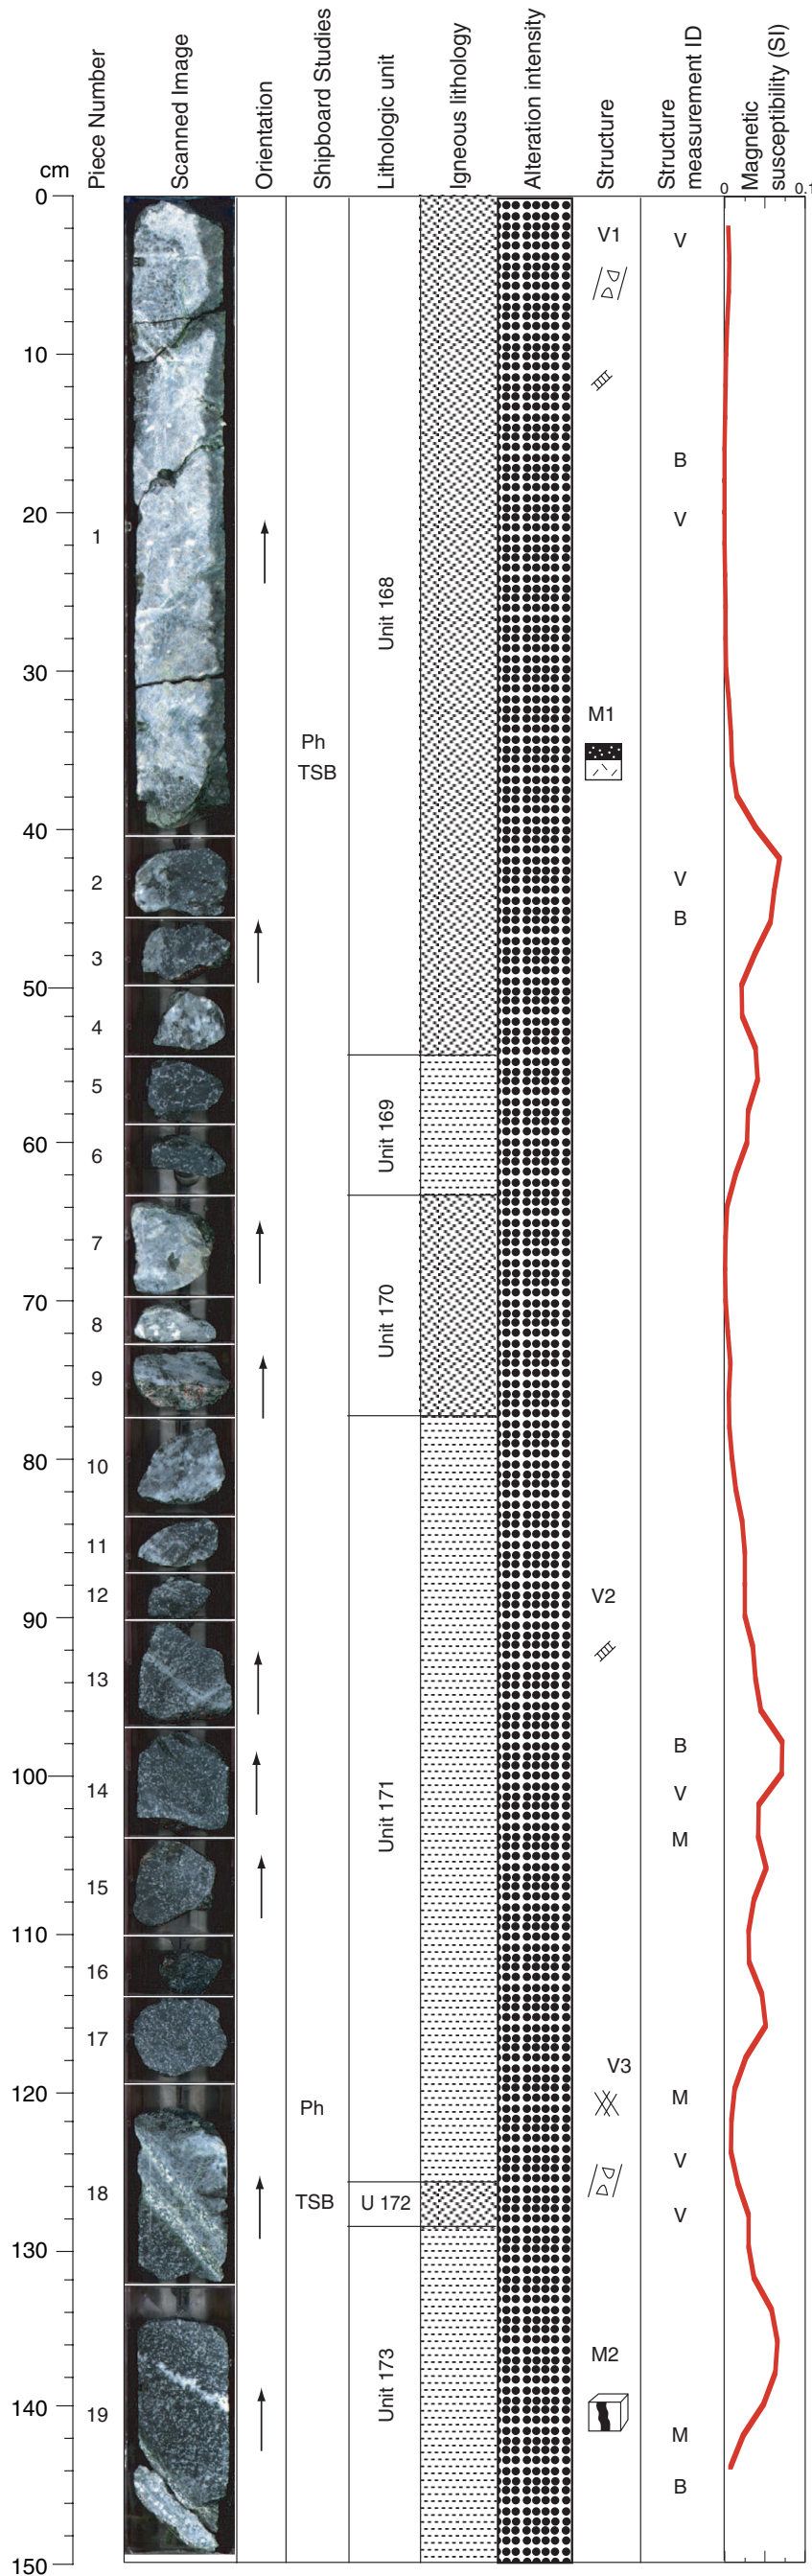 cm
Piece Number
Scanned Image
Orientation
Shipboard Studies
Lithologic unit
Igneous lithology
Alteration intensity
Structure
Structure
measurement ID
Magnetic
susceptibility (SI)
0
0.1
0
V1
V
10
B
20
V
1
Unit 168
30
M1
Ph
TSB
40
2
V
B
3
50
4
5
Unit 169
60
6
7
70
8
Unit 170
9
80
10
11
12
V2
90
13
B
100
14
V
Unit 171
M
15
110
16
17
V3
120
M
Ph
V
18
TSB
U 172
V
130
M2
Unit 173
140
19
M
B
150